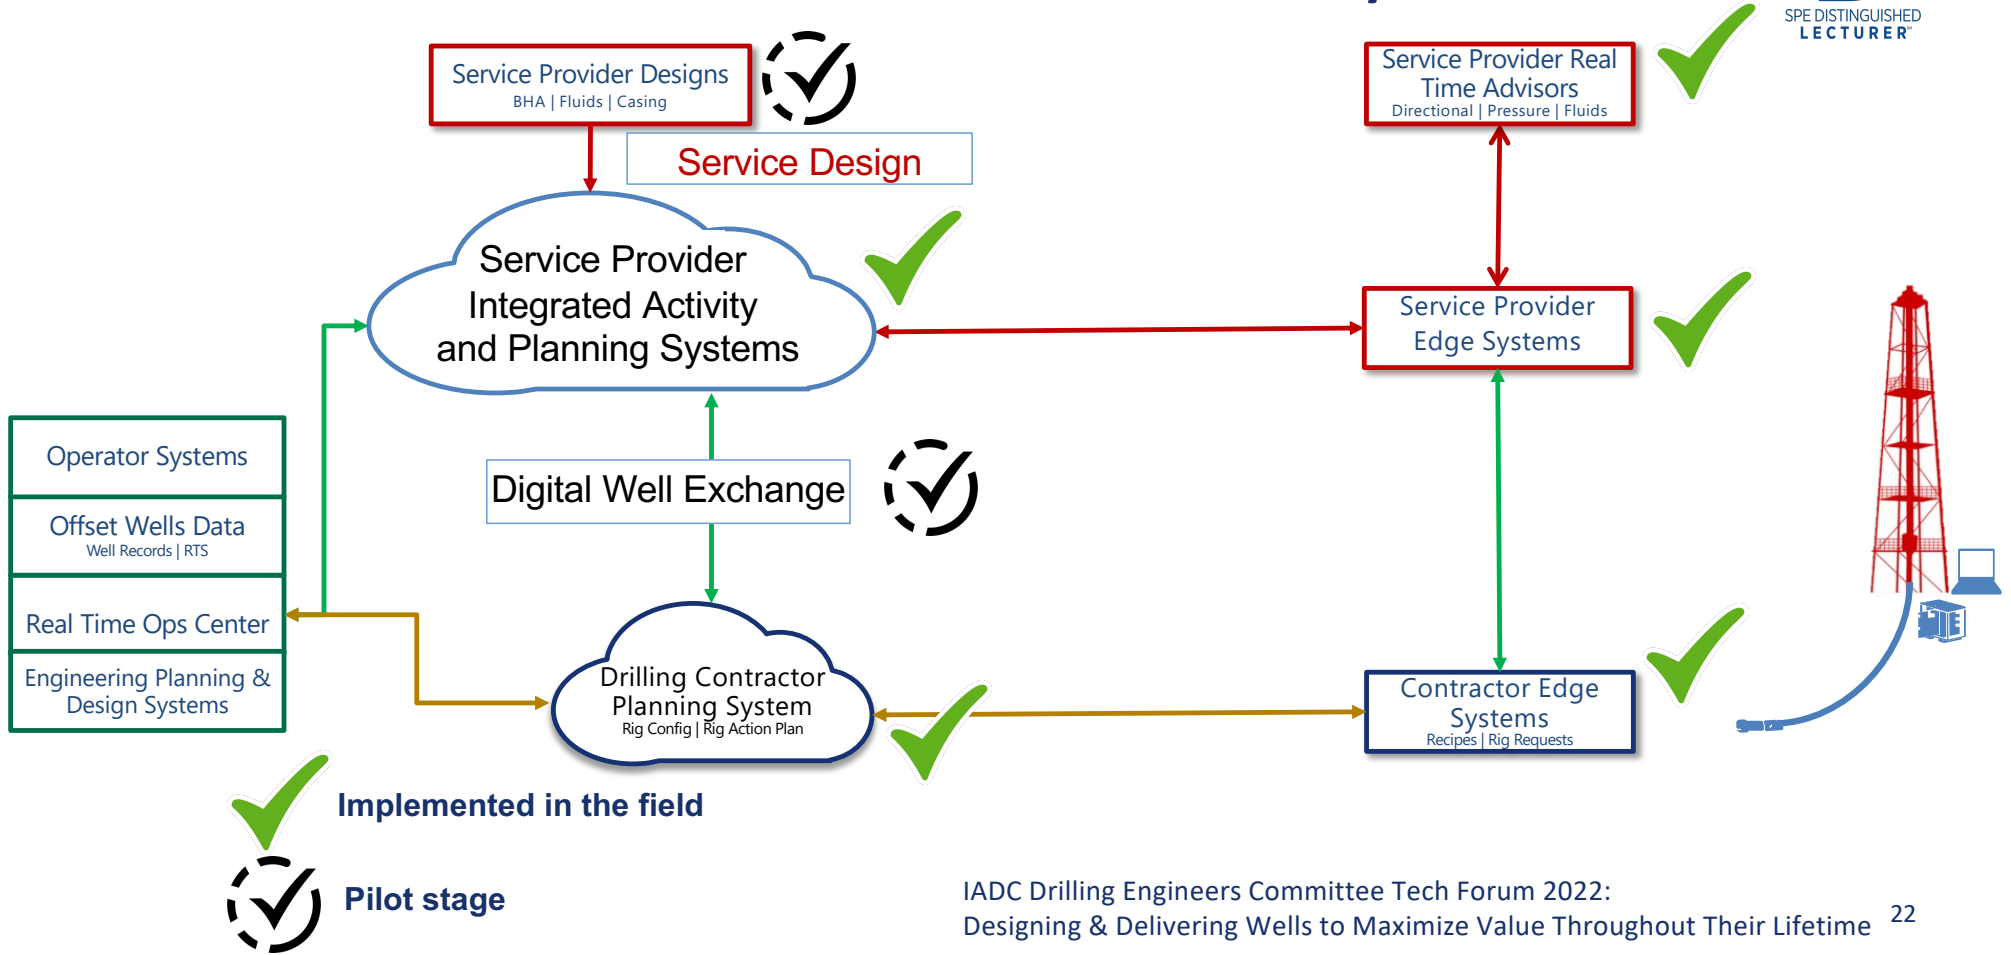 SPE DISTINGUISHED
LECTURER
Service Provider Designs
BHA | Fluids | Casing
Service Provider Real
Time Advisors
Directional | Pressure | Fluids
Service Design
Service Provider
Integrated Activity
and Planning Systems
Service Provider
Edge Systems
Operator Systems
Offset Wells Data
Well Records | RTS
Real Time Ops Center
Engineering Planning &
Design Systems
Digital Well Exchange
Drilling Contractor
Planning System
Rig Config | Rig Action Plan
Contractor Edge
Systems
Recipes | Rig Requests
Implemented in the field
Pilot stage
IADC Drilling Engineers Committee Tech Forum 2022:
Designing & Delivering Wells to Maximize Value Throughout Their Lifetime
22